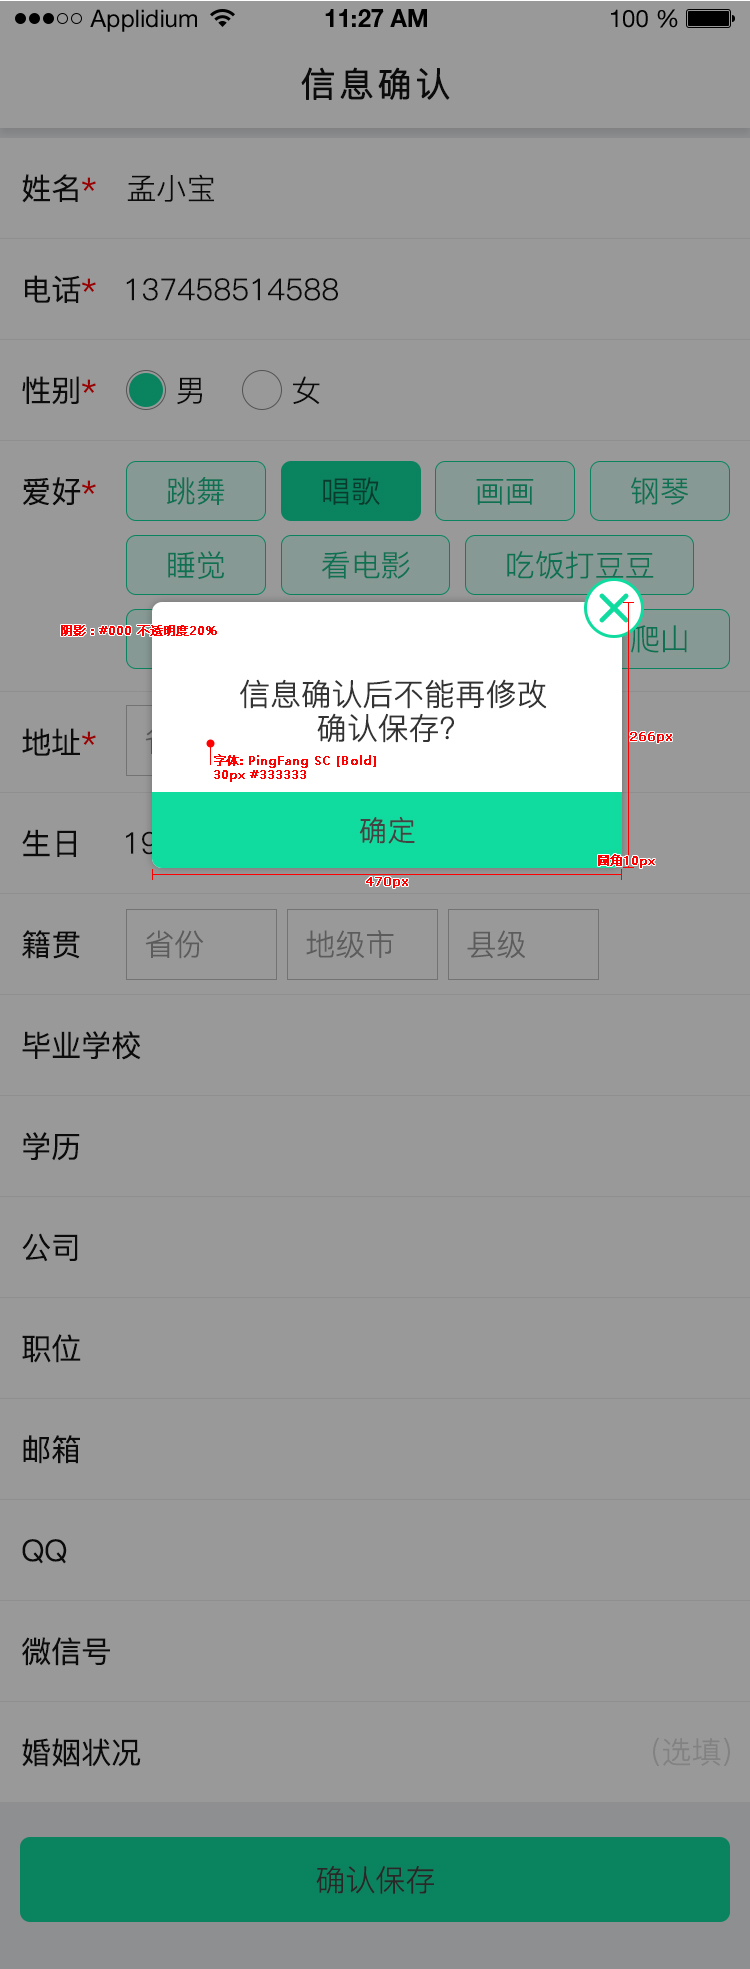 ●●●○○ Applidium 11:27 AM 100 %
信息确认
姓名* 孟小宝
电话* 137458514588
性别* 男 女
爱好* 跳舞 唱歌 画画 钢琴
睡觉 看电影 吃饭打豆豆
阴影：#000 不透明度20%
爬山
信息确认后不能再修改
确认保存?
地址*
266px
字体: PingFang SC [Bold]
30px #333333
生日 19
确定
圆角10px
470px
籍贯 省份 地级市 县级
毕业学校
学历
公司
职位
邮箱
QQ
微信号
婚姻状况 (选填)
确认保存